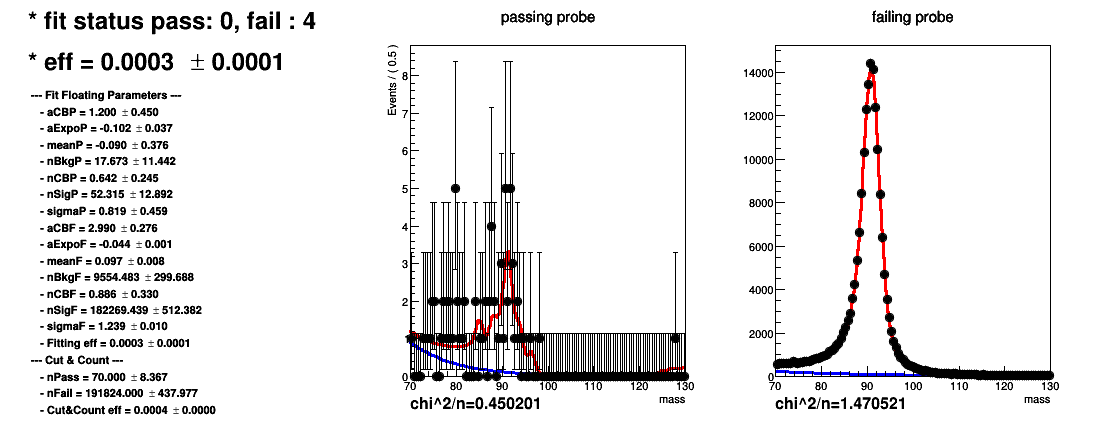 * fit status pass: 0, fail : 4
* eff = 0.0003 ± 0.0001
--- Fit Floating Parameters ---
- aCBP = 1.200 ± 0.450
- aExpoP = -0.102 ± 0.037
- meanP = -0.090 ± 0.376
- nBkgP = 17.673 ± 11.442
- nCBP = 0.642 ± 0.245
- nSigP = 52.315 ± 12.892
- sigmaP = 0.819 ± 0.459
- aCBF = 2.990 ± 0.276
- aExpoF = -0.044 ± 0.001
- meanF = 0.097 ± 0.008
- nBkgF = 9554.483 ± 299.688
- nCBF = 0.886 ± 0.330
- nSigF = 182269.439 ± 512.382
- sigmaF = 1.239 ± 0.010
- Fitting eff = 0.0003 ± 0.0001
--- Cut & Count ---
- nPass = 70.000 ± 8.367
- nFail = 191824.000 ± 437.977
- Cut&Count eff = 0.0004 ± 0.0000
passing probe
Events / ( 0.5 )
8
7
6
5
4
3
2
1
0
70 80 90 100 110 120 130
mass
chi^2/n=0.450201
failing probe
14000
12000
10000
8000
6000
4000
2000
0
70 80 90 100 110 120 130
mass
chi^2/n=1.470521